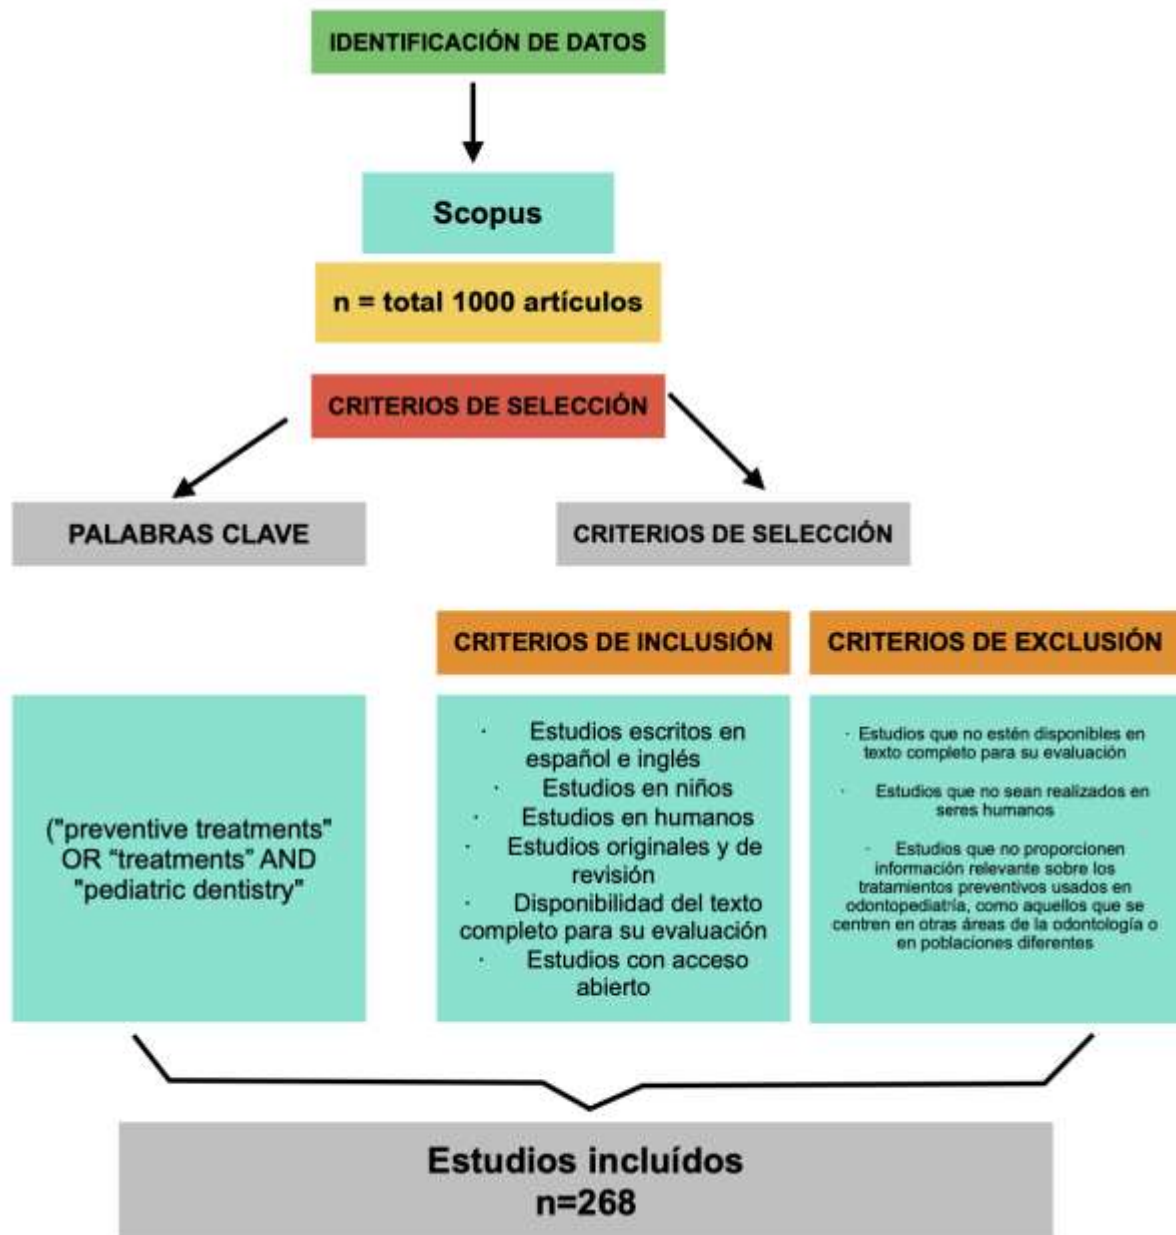 IDENTIFICACIÓN DE DATOS
Scopus
n = total 1000 artículos
CRITERIOS DE SELECCIÓN
PALABRAS CLAVE
CRITERIOS DE SELECCIÓN
("preventive treatments"
OR “treatments” AND
"pediatric dentistry"
CRITERIOS DE INCLUSIÓN
· Estudios escritos en
español e inglés
· Estudios en niños
· Estudios en humanos
· Estudios originales y de
revisión
· Disponibilidad del texto
completo para su evaluación
· Estudios con acceso
abierto
CRITERIOS DE EXCLUSIÓN
· Estudios que no estén disponibles en
texto completo para su evaluación
· Estudios que no sean realizados en
seres humanos
· Estudios que no proporcionen
información relevante sobre los
tratamientos preventivos usados en
odontopediatría, como aquellos que se
centren en otras áreas de la odontología o
en poblaciones diferentes
Estudios incluídos
n=268